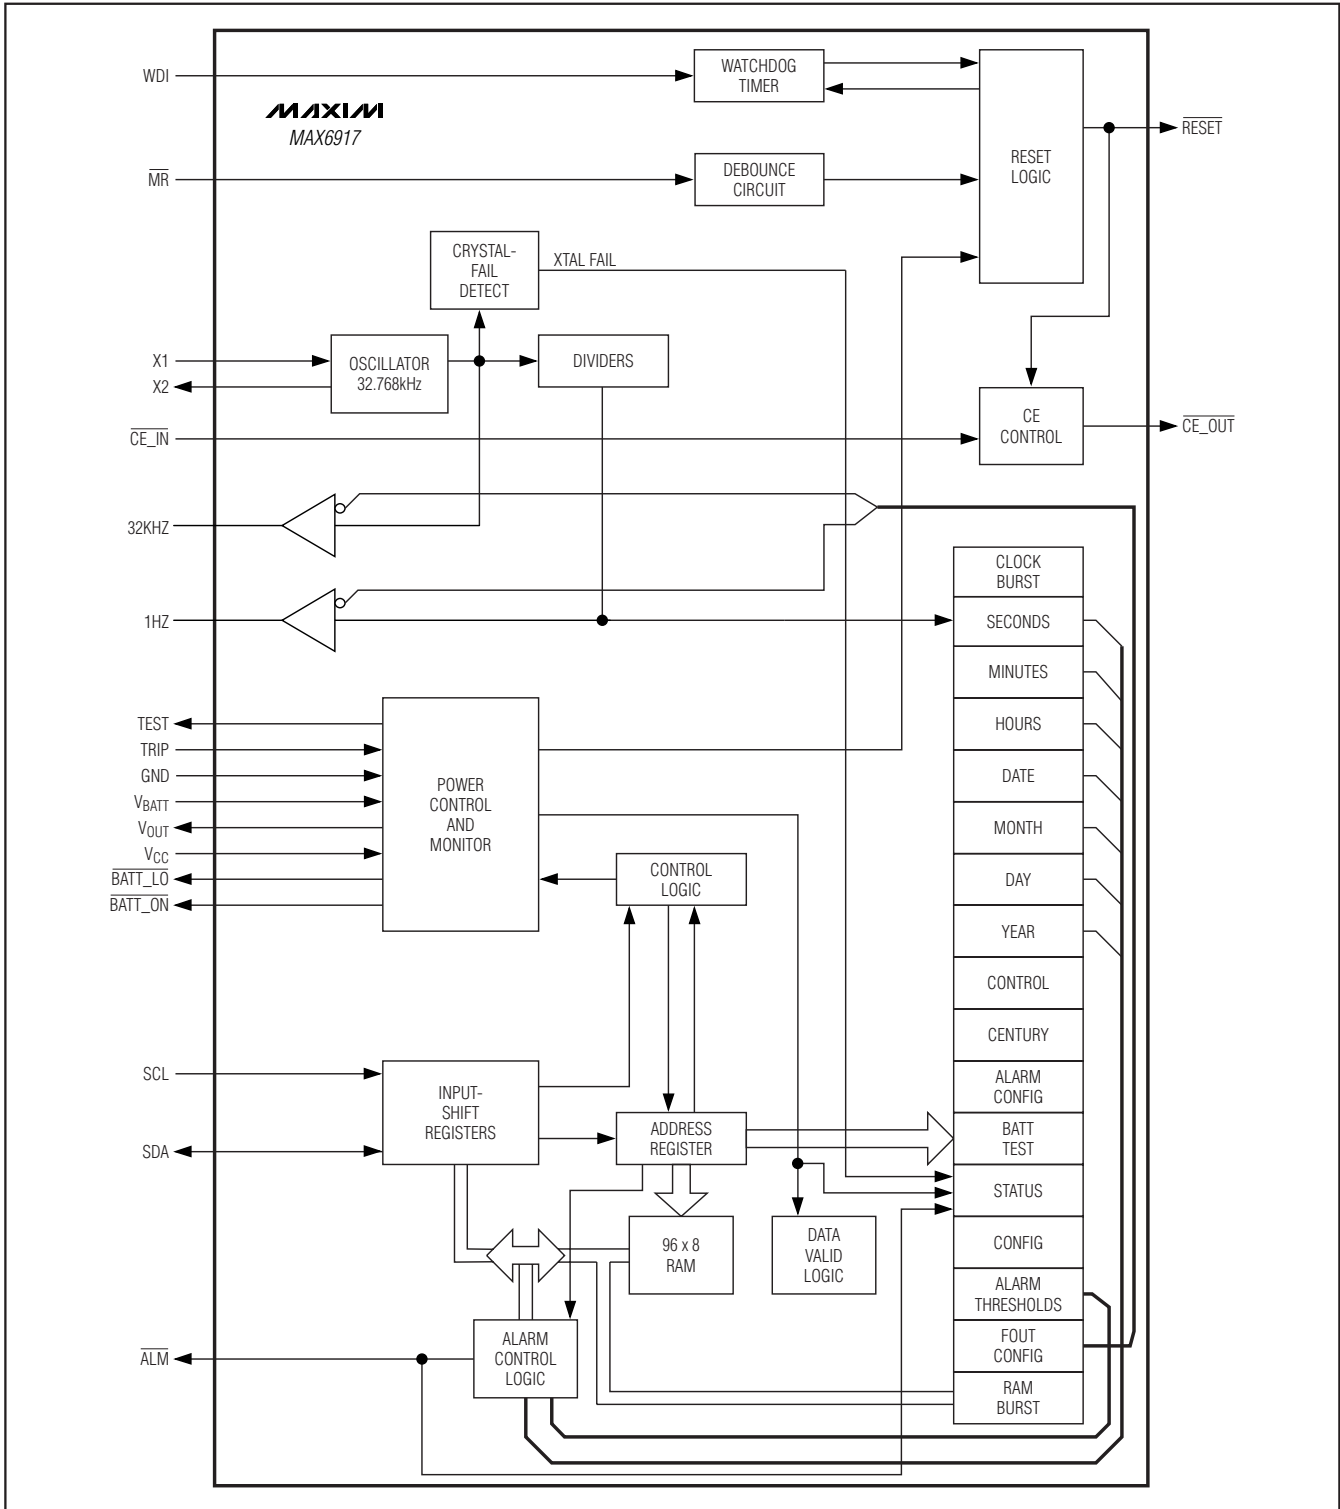 WDI
MAXIM
MAX6917
WATCHDOG
TIMER
RESET
LOGIC
RESET
MR
DEBOUNCE
CIRCUIT
CRYSTAL-
FAIL
DETECT
XTAL FAIL
X1
X2
OSCILLATOR
32.768kHz
DIVIDERS
CE_IN
CE
CONTROL
CE_OUT
32KHZ
1HZ
CLOCK
BURST
SECONDS
MINUTES
HOURS
DATE
MONTH
DAY
YEAR
CONTROL
CENTURY
ALARM
CONFIG
BATT
TEST
STATUS
CONFIG
ALARM
THRESHOLDS
FOUT
CONFIG
RAM
BURST
TEST
TRIP
GND
VBATT
VOUT
VCC
BATT_LO
BATT_ON
POWER
CONTROL
AND
MONITOR
CONTROL
LOGIC
SCL
SDA
INPUT-
SHIFT
REGISTERS
ADDRESS
REGISTER
96 x 8
RAM
DATA
VALID
LOGIC
ALM
ALARM
CONTROL
LOGIC